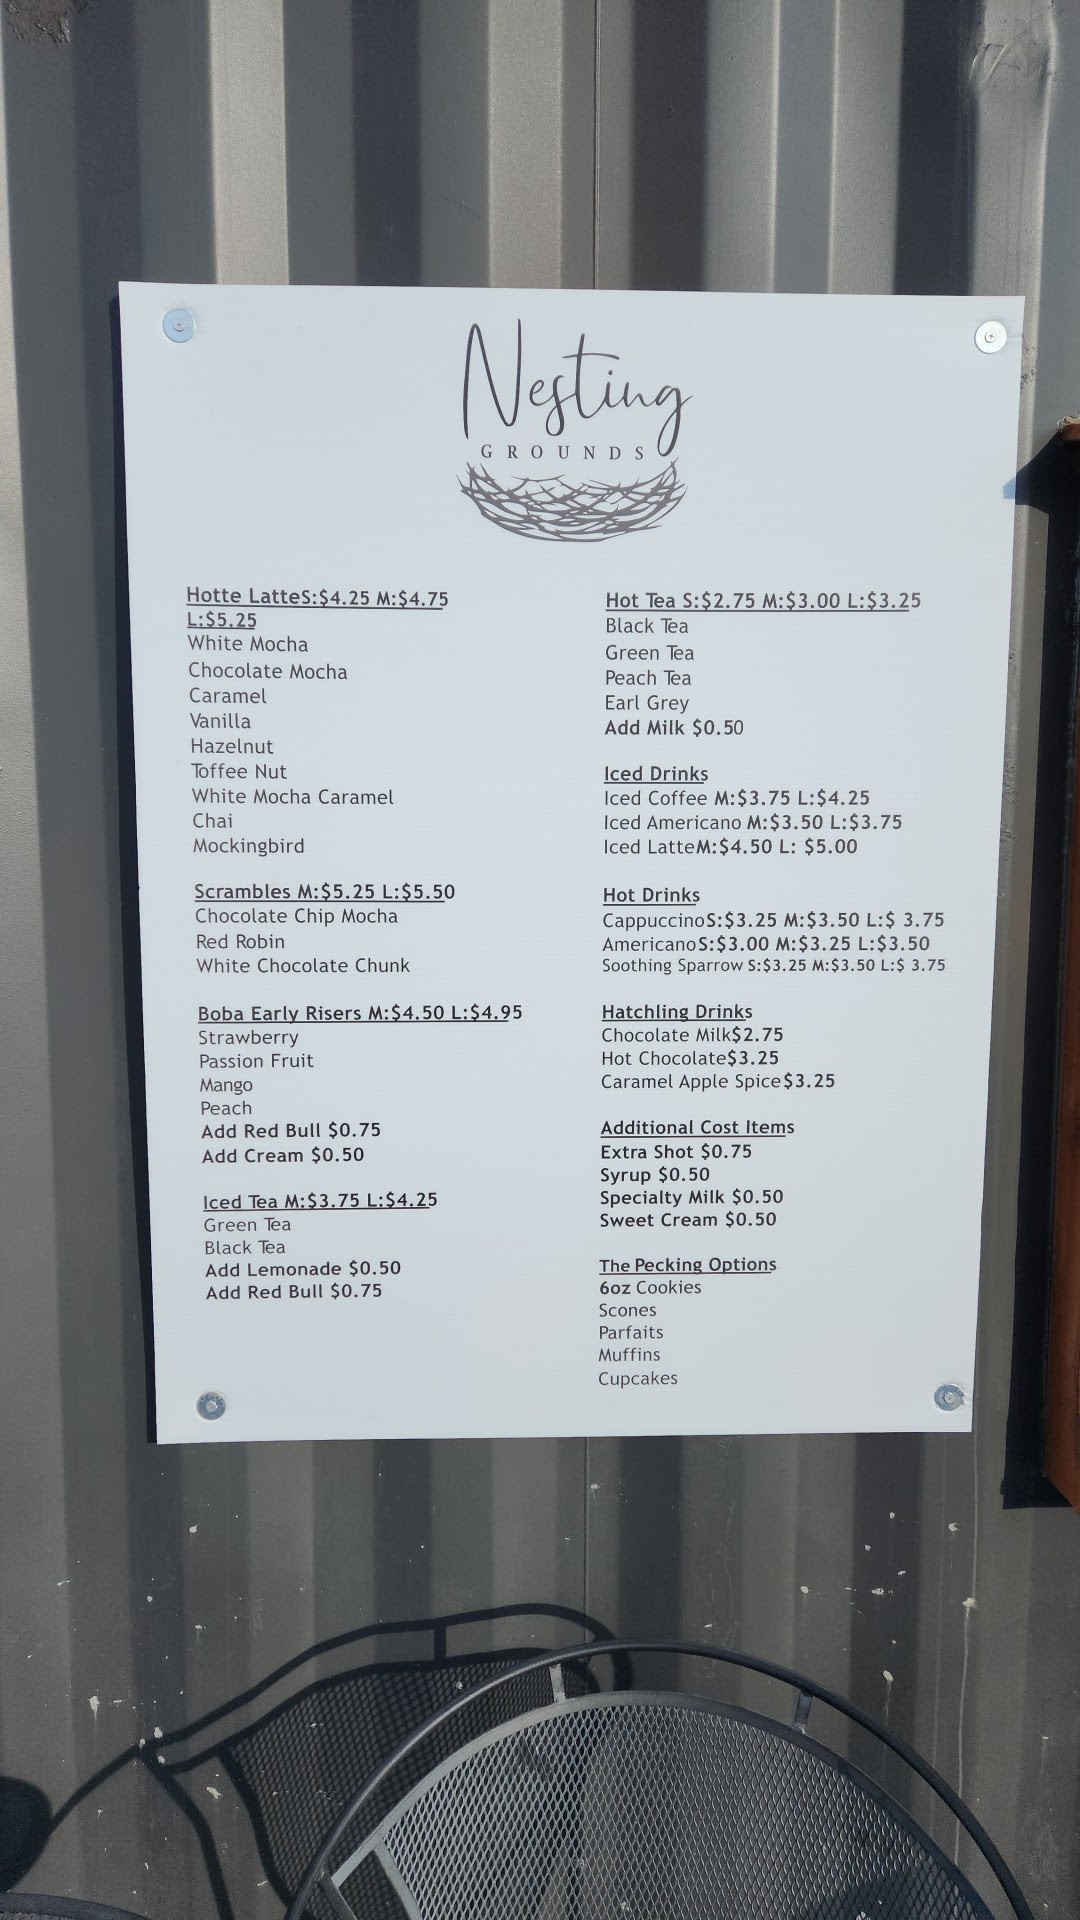 Nesting
GROUNDS
Hotte LatteS:$4.25 M:$4.75
L:$5.25
White Mocha
Chocolate Mocha
Caramel
Vanilla
Hazelnut
Toffee Nut
White Mocha Caramel
Chai
Mockingbird
Scrambles M:$5.25 L:$5.50
Chocolate Chip Mocha
Red Robin
White Chocolate Chunk
Boba Early Risers M:$4.50 L:$4.95
Strawberry
Passion Fruit
Mango
Peach
Add Red Bull $0.75
Add Cream $0.50
Iced Tea M:$3.75 L:$4.25
Green Tea
Black Tea
Add Lemonade $0.50
Add Red Bull $0.75
Hot Tea S:$2.75 M:$3.00 L:$3.25
Black Tea
Green Tea
Peach Tea
Earl Grey
Add Milk $0.50
Iced Drinks
Iced Coffee M:$3.75 L:$4.25
Iced Americano M:$3.50 L:$3.75
Iced LatteM:$4.50 L: $5.00
Hot Drinks
CappuccinoS:$3.25 M:$3.50 L:$ 3.75
AmericanoS:$3.00 M:$3.25 L:$3.50
Soothing Sparrow S:$3.25 M:$3.50 L:$ 3.75
Hatchling Drinks
Chocolate Milk$2.75
Hot Chocolate$3.25
Caramel Apple Spice$3.25
Additional Cost Items
Extra Shot $0.75
Syrup $0.50
Specialty Milk $0.50
Sweet Cream $0.50
The Pecking Options
6oz Cookies
Scones
Parfaits
Muffins
Cupcakes